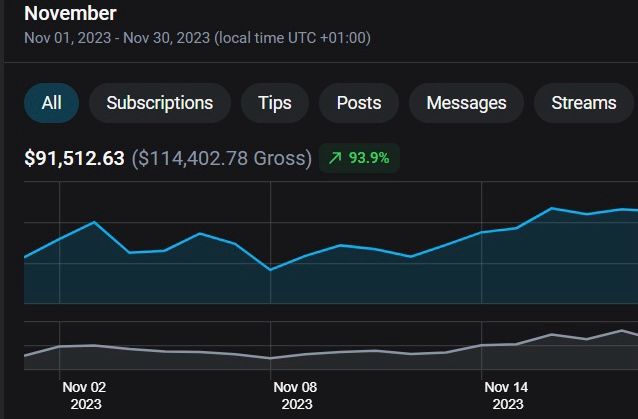 November
Nov 01, 2023 - Nov 30, 2023 (local time UTC +01:00)
All Subscriptions Tips Posts Messages Streams
$91,512.63 ($114,402.78 Gross) 93.9%
Nov 02 Nov 08 Nov 14
2023 2023 2023